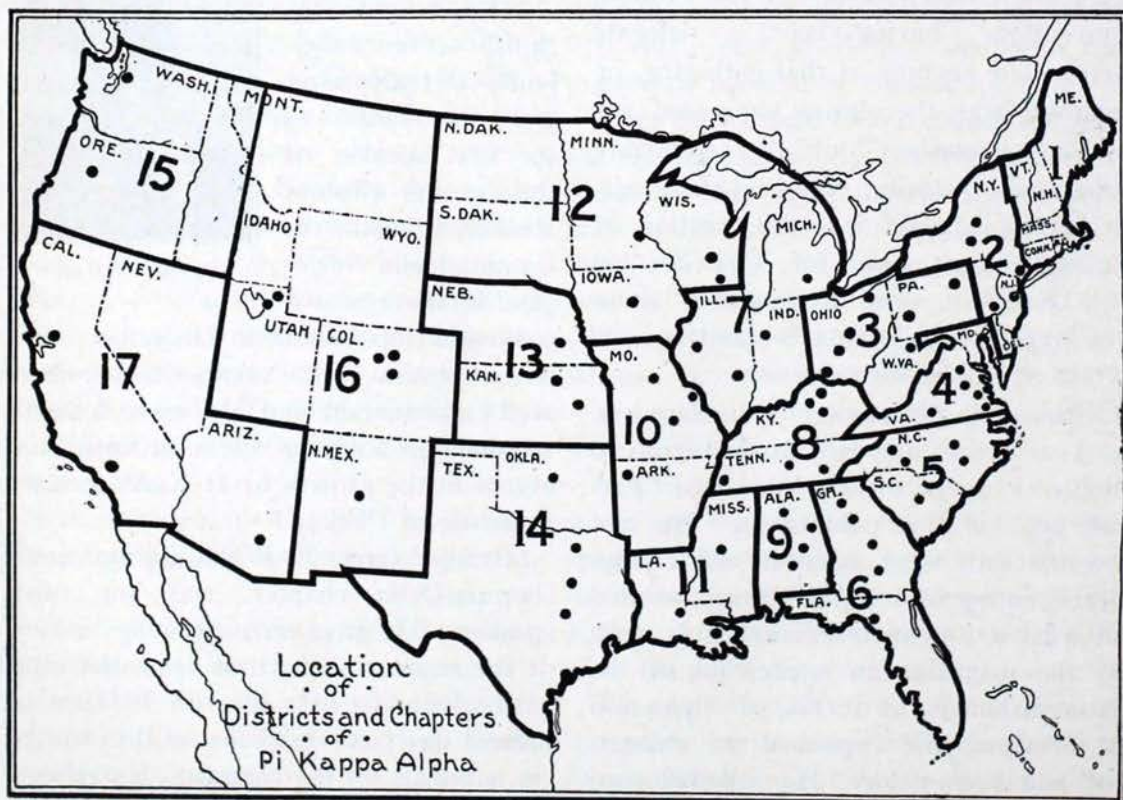 WASH.
MONT.
N. DAK.
MINN.
ME.
ORE.
15
VT.
1
N.Y.
N.H.
S. DAK.
12
WIS.
MICH.
MASS.
CONN.
IDAHO
WYO.
2
CAL.
NEV.
IOWA.
PA.
N.J.
NEB.
ILL.
IND.
OHIO
3
MD.
DEL.
UTAH
COL.
MO.
W.VA.
17
16
KAN.
13
4
VA.
KY.
ARIZ.
10
8
N.C.
N. MEX.
TEX.
OKLA.
ARK.
TENN.
S.C.
5
MISS.
ALA.
GA.
14
9
LA.
11
FLA.
6
Location
of
Districts and Chapters
of
Pi Kappa Alpha